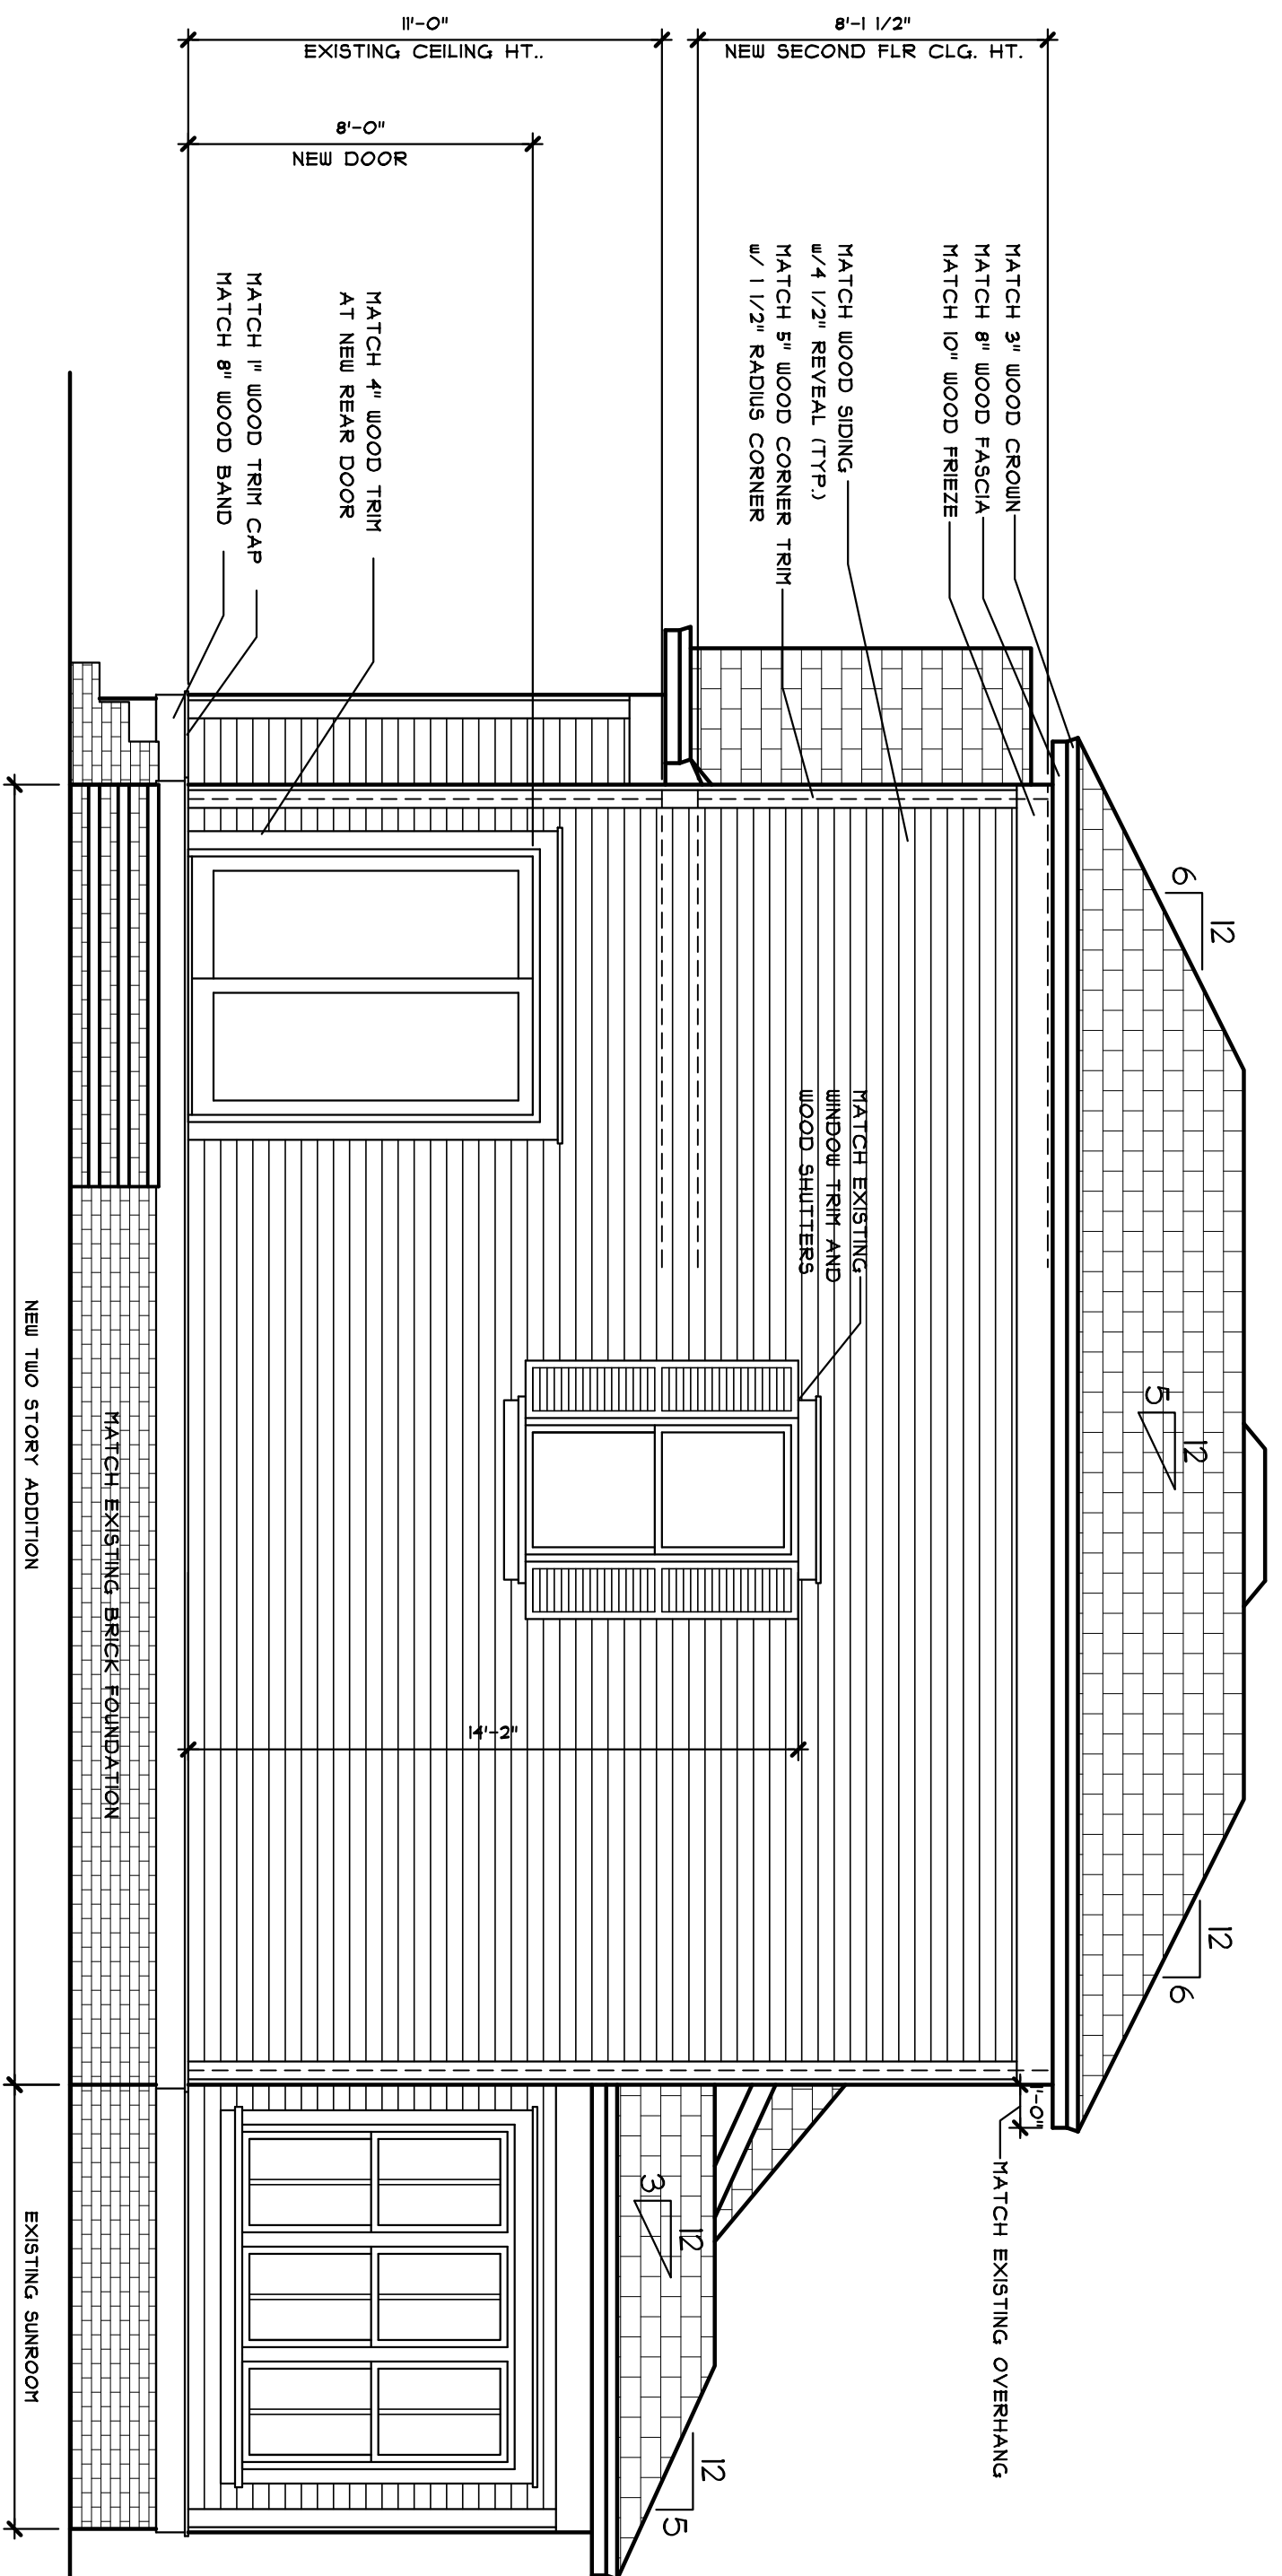 8'-1 1/2"
NEW SECOND FLR CLG. HT.
11'-0"
EXISTING CEILING HT..
8'-0"
NEW DOOR
MATCH 3" WOOD CROWN
MATCH 8" WOOD FASCIA
MATCH 10" WOOD FRIEZE
MATCH WOOD SIDING
w/4 1/2" REVEAL (TYP.)
MATCH 5" WOOD CORNER TRIM
w/ 1 1/2" RADIUS CORNER
MATCH 4" WOOD TRIM
AT NEW REAR DOOR
MATCH 1" WOOD TRIM CAP
MATCH 8" WOOD BAND
12
6
12
5
12
6
MATCH EXISTING
WINDOW TRIM AND
WOOD SHUTTERS
14'-2"
1'-0"
MATCH EXISTING OVERHANG
12
3
12
5
MATCH EXISTING BRICK FOUNDATION
NEW TWO STORY ADDITION
EXISTING SUNROOM